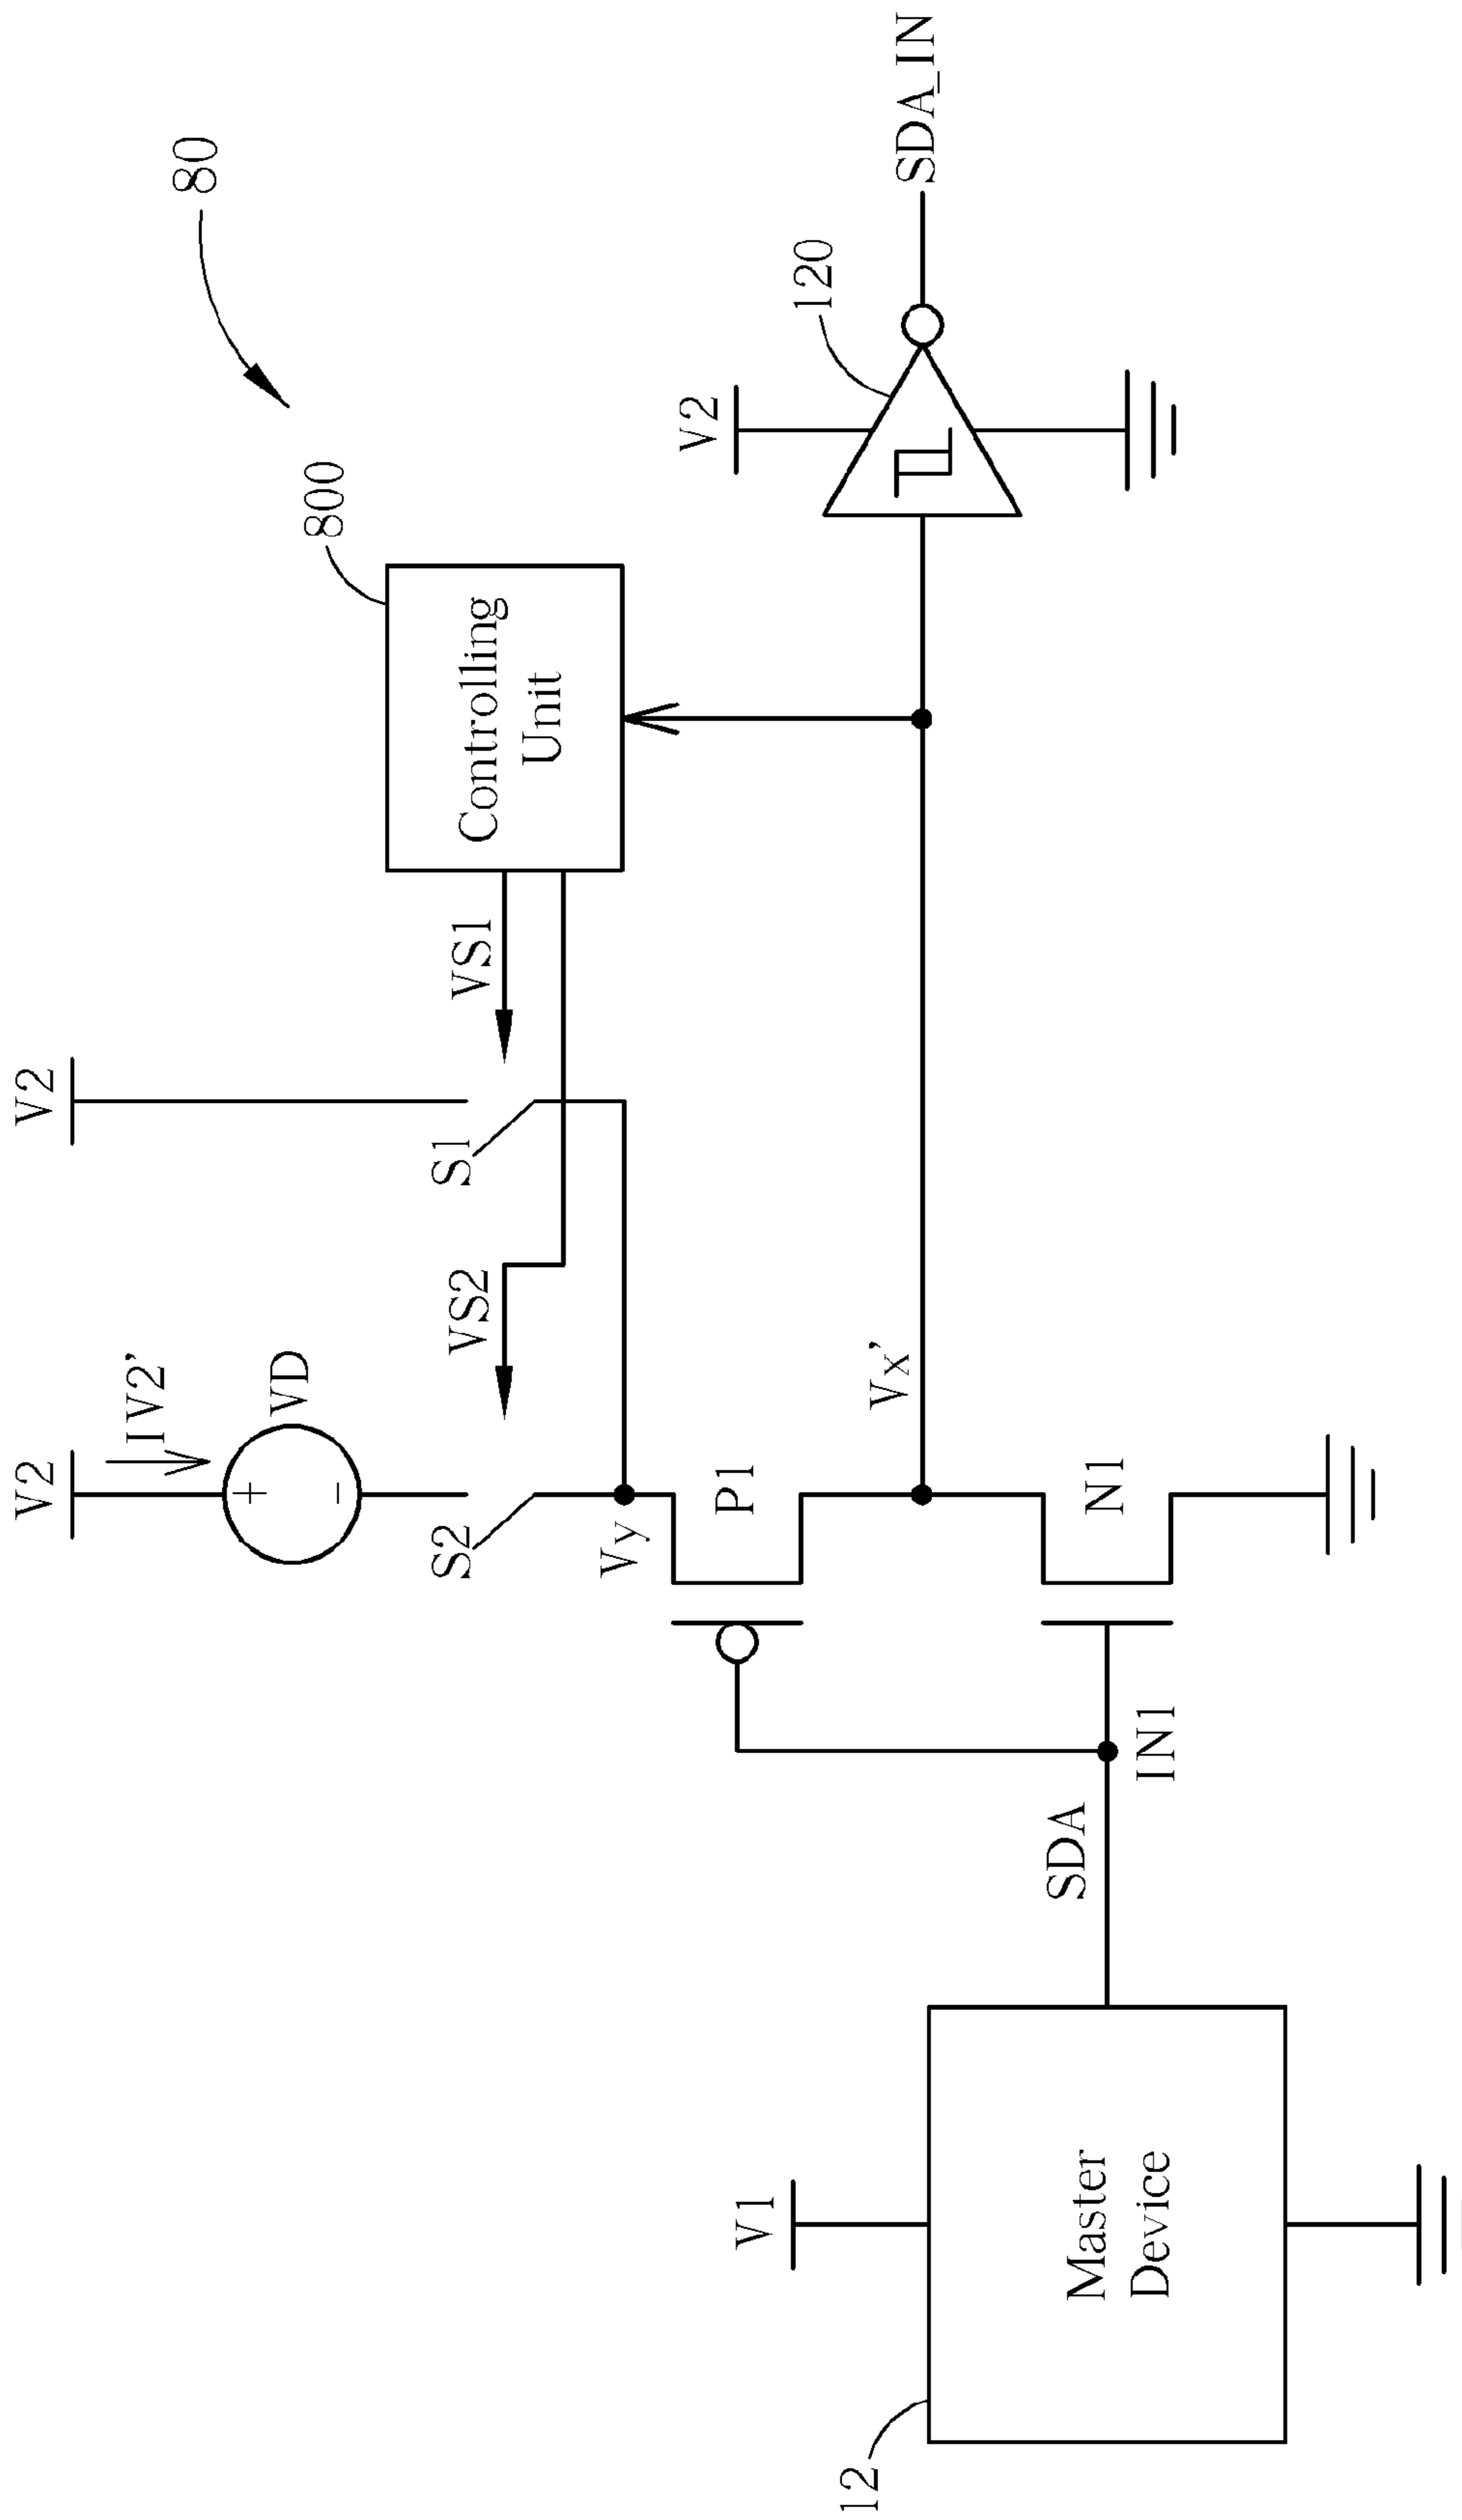 80
V2
V2
IV2'
VD
800
Controlling
Unit
VS1
VS2
S2
S1
Vy
P1
V2
120
V1
Vx'
SDA_IN
12
Master
Device
SDA
N1
IN1